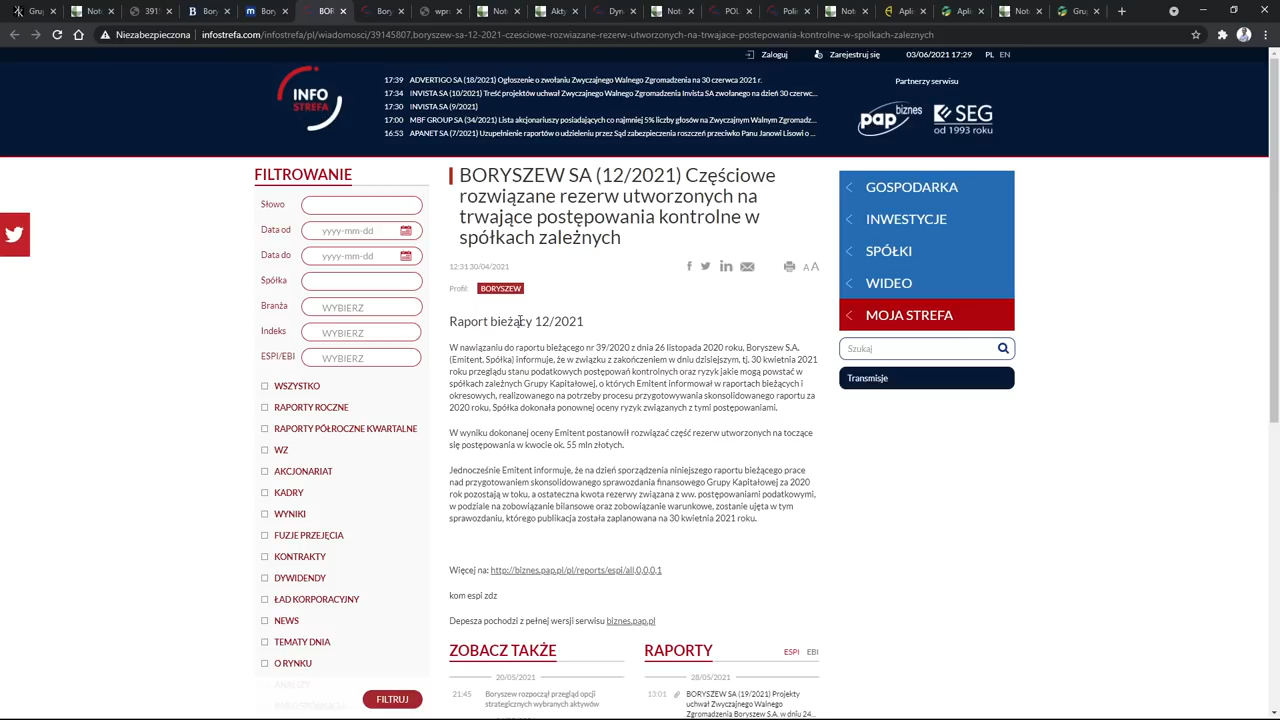 Niezabezpieczona
infostrefa.com/infostrefa/pl/wiadomosci/39145807,boryszew-sa-12-2021-czesciowe-rozwiazane-rezerw-utworzonych-na-trwajace-postepowania-kontrolne-w-spolkach-zaleznych
Zaloguj
Zarejestruj się
03/06/2021 17:29
PL EN
INFO
STREFA
17:39 ADVERTIGO SA (18/2021) Ogłoszenie o zwołaniu Zwyczajnego Walnego Zgromadzenia na 30 czerwca 2021 r.
17:34 INVISTA SA (10/2021) Treść projektów uchwał Zwyczajnego Walnego Zgromadzenia Invista SA zwołanego na dzień 30 czerwc...
17:30 INVISTA SA (9/2021)
17:00 MBF GROUP SA (34/2021) Lista akcjonariuszy posiadających co najmniej 5% liczby głosów na Zwyczajnym Walnym Zgromadz...
16:53 APANET SA (7/2021) Uzupełnienie raportów o udzieleniu przez Sąd zabezpieczenia roszczeń przeciwko Panu Janowi Lisowi o ...
Partnerzy serwisu
pap biznes
SEG
od 1993 roku
FILTROWANIE
Słowo
Data od yyyy-mm-dd
Data do yyyy-mm-dd
Spółka
Branża WYBIERZ
Indeks WYBIERZ
ESPI/EBI WYBIERZ
WSZYSTKO
RAPORTY ROCZNE
RAPORTY PÓŁROCZNE KWARTALNE
WZ
AKCJONARIAT
KADRY
WYNIKI
FUZJE PRZEJĘCIA
KONTRAKTY
DYWIDENDY
ŁAD KORPORACYJNY
NEWS
TEMATY DNIA
O RYNKU
ANALIZY
FILTRUJ
BORYSZEW SA (12/2021) Częściowe
rozwiązane rezerw utworzonych na
trwające postępowania kontrolne w
spółkach zależnych
12:31 30/04/2021
A A
Profil: BORYSZEW
Raport bieżący 12/2021
W nawiązaniu do raportu bieżącego nr 39/2020 z dnia 26 listopada 2020 roku, Boryszew S.A.
(Emitent, Spółka) informuje, że w związku z zakończeniem w dniu dzisiejszym, tj. 30 kwietnia 2021
roku przeglądu stanu podatkowych postępowań kontrolnych oraz ryzyk jakie mogą powstać w
spółkach zależnych Grupy Kapitałowej, o których Emitent informował w raportach bieżących i
okresowych, realizowanego na potrzeby procesu przygotowywania skonsolidowanego raportu za
2020 roku, Spółka dokonała ponownej oceny ryzyk związanych z tymi postępowaniami.
W wyniku dokonanej oceny Emitent postanowił rozwiązać część rezerw utworzonych na toczące
się postępowania w kwocie ok. 55 mln złotych.
Jednocześnie Emitent informuje, że na dzień sporządzenia niniejszego raportu bieżącego prace
nad przygotowaniem skonsolidowanego sprawozdania finansowego Grupy Kapitałowej za 2020
rok pozostają w toku, a ostateczna kwota rezerwy związana z ww. postępowaniami podatkowymi,
w podziale na zobowiązanie bilansowe oraz zobowiązanie warunkowe, zostanie ujęta w tym
sprawozdaniu, którego publikacja została zaplanowana na 30 kwietnia 2021 roku.
Więcej na: http://biznes.pap.pl/pl/reports/espi/all,0,0,0,1
kom espi zdz
Depesza pochodzi z pełnej wersji serwisu biznes.pap.pl
ZOBACZ TAKŻE
20/05/2021
21:45 Boryszew rozpoczął przegląd opcji
strategicznych wybranych aktywów
RAPORTY
ESPI EBI
28/05/2021
13:01 BORYSZEW SA (19/2021) Projekty
uchwał Zwyczajnego Walnego
Zgromadzenia Boryszew S.A. w dniu 24...
GOSPODARKA
INWESTYCJE
SPÓŁKI
WIDEO
MOJA STREFA
Szukaj
Transmisje